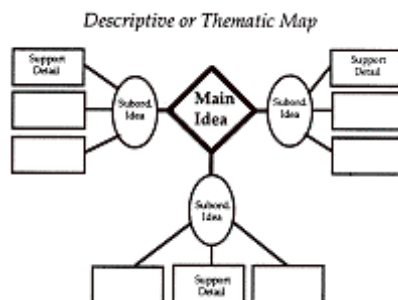 Descriptive or Thematic Map
Support
Detail
Support
Detail
Subord.
Idea
Main
Idea
Subord.
Idea
Subord.
Idea
Support
Detail